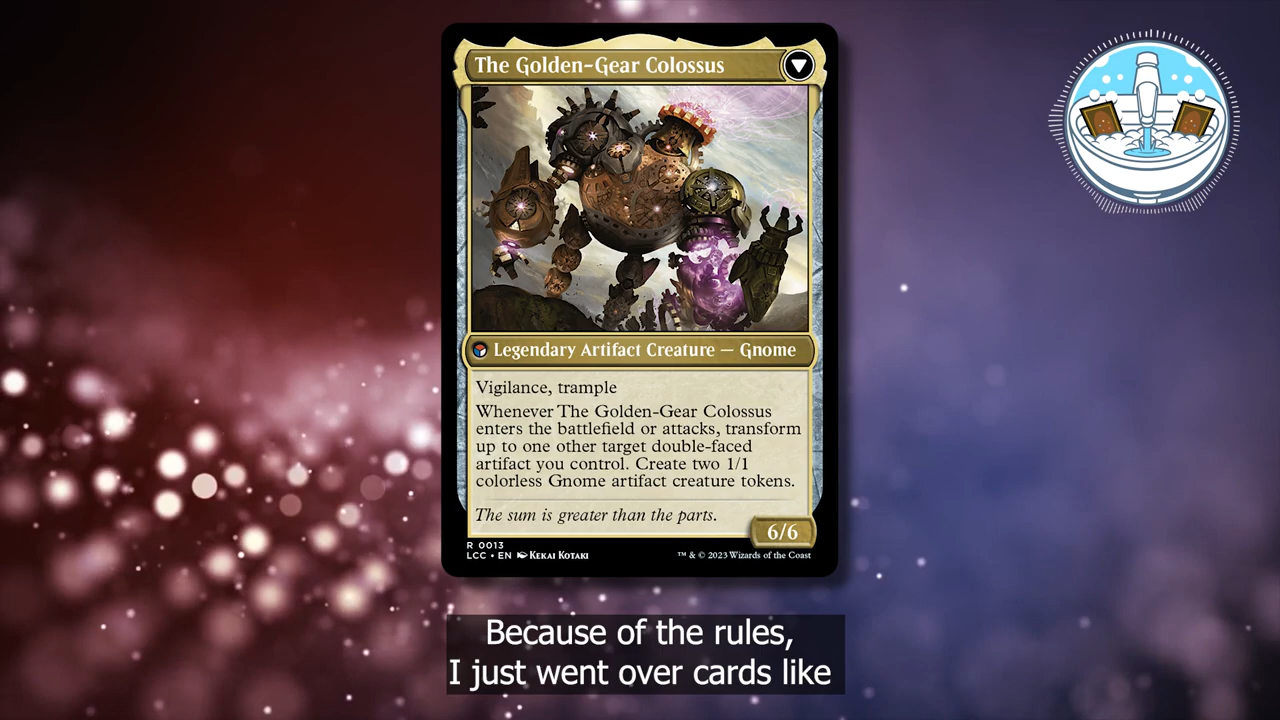 The Golden-Gear Colossus
Legendary Artifact Creature — Gnome
Vigilance, trample
Whenever The Golden-Gear Colossus
enters the battlefield or attacks, transform
up to one other target double-faced
artifact you control. Create two 1/1
colorless Gnome artifact creature tokens.
The sum is greater than the parts.
6/6
R 0013
LCC • EN Kekai Kotaki
™ & © 2023 Wizards of the Coast
Because of the rules,
I just went over cards like